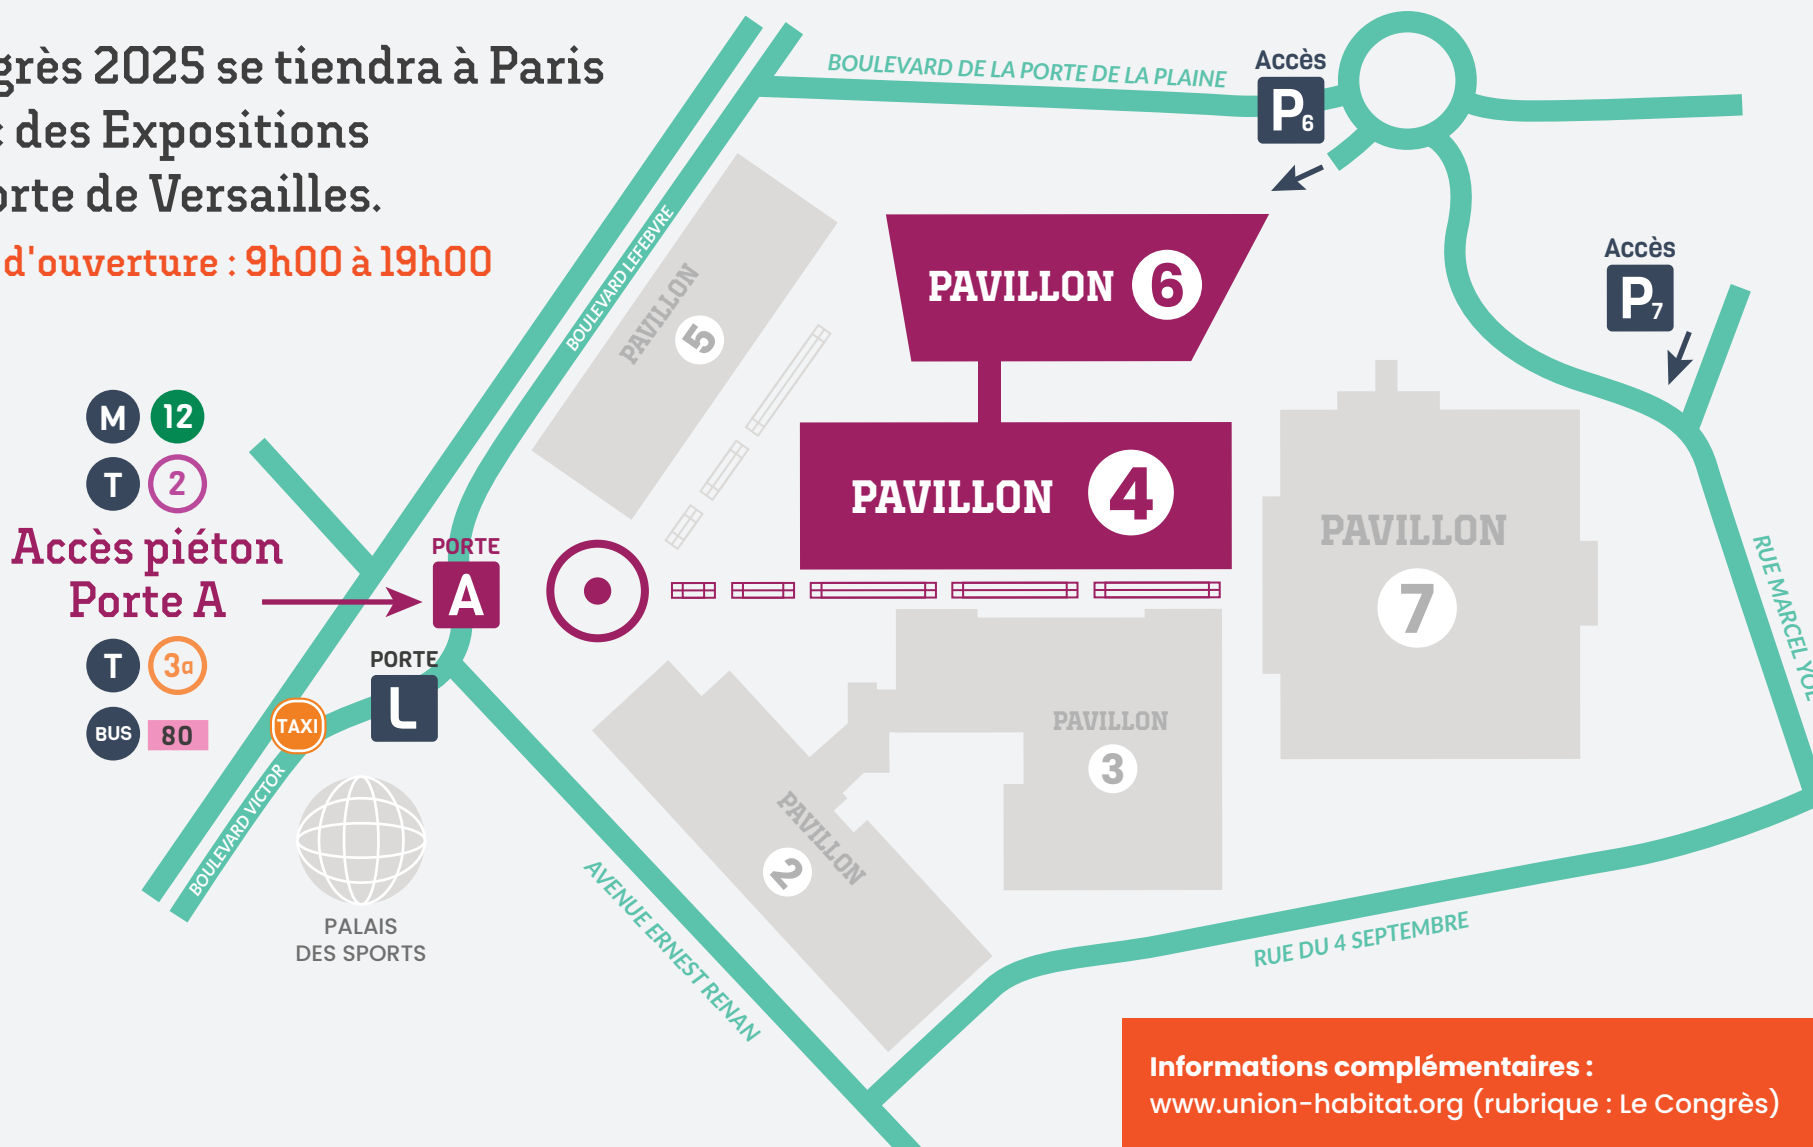 grès 2025 se tiendra à Paris
des Expositions
orte de Versailles.
d'ouverture : 9h00 à 19h00
BOULEVARD DE LA PORTE DE LA PLAINE
Accès
P6
Accès
P7
BOULEVARD LEFEBVRE
PAVILLON
5
PAVILLON 6
PAVILLON 4
PAVILLON
7
M 12
T 2
Accès piéton
Porte A
T 3a
BUS 80
PORTE
A
PORTE
L
TAXI
BOULEVARD VICTOR
PALAIS
DES SPORTS
PAVILLON
3
PAVILLON
2
AVENUE ERNEST RENAN
RUE DU 4 SEPTEMBRE
RUE MARCEL YOL
Informations complémentaires :
www.union-habitat.org (rubrique : Le Congrès)